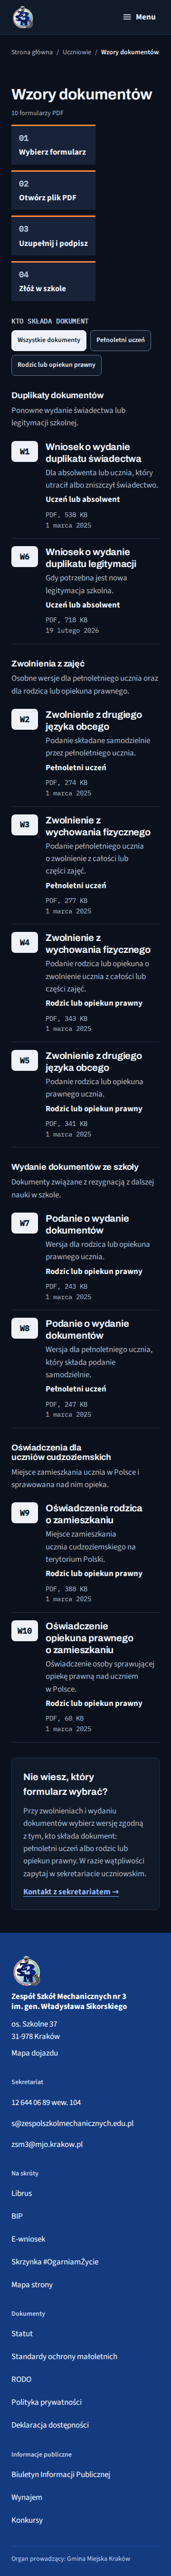 Menu
Strona główna / Uczniowie / Wzory dokumentów
Wzory dokumentów
10 formularzy PDF
01
Wybierz formularz
02
Otwórz plik PDF
03
Uzupełnij i podpisz
04
Złóż w szkole
KTO SKŁADA DOKUMENT
Wszystkie dokumenty
Pełnoletni uczeń
Rodzic lub opiekun prawny
Duplikaty dokumentów
Ponowne wydanie świadectwa lub
legitymacji szkolnej.
W1
Wniosek o wydanie
duplikatu świadectwa
Dla absolwenta lub ucznia, który
utracił albo zniszczył świadectwo.
Uczeń lub absolwent
PDF, 538 KB
1 marca 2025
W6
Wniosek o wydanie
duplikatu legitymacji
Gdy potrzebna jest nowa
legitymacja szkolna.
Uczeń lub absolwent
PDF, 718 KB
19 lutego 2026
Zwolnienia z zajęć
Osobne wersje dla pełnoletniego ucznia oraz
dla rodzica lub opiekuna prawnego.
W2
Zwolnienie z drugiego
języka obcego
Podanie składane samodzielnie
przez pełnoletniego ucznia.
Pełnoletni uczeń
PDF, 274 KB
1 marca 2025
W3
Zwolnienie z
wychowania fizycznego
Podanie pełnoletniego ucznia
o zwolnienie z całości lub
części zajęć.
Pełnoletni uczeń
PDF, 277 KB
1 marca 2025
W4
Zwolnienie z
wychowania fizycznego
Podanie rodzica lub opiekuna o
zwolnienie ucznia z całości lub
części zajęć.
Rodzic lub opiekun prawny
PDF, 343 KB
1 marca 2025
W5
Zwolnienie z drugiego
języka obcego
Podanie rodzica lub opiekuna
prawnego ucznia.
Rodzic lub opiekun prawny
PDF, 341 KB
1 marca 2025
Wydanie dokumentów ze szkoły
Dokumenty związane z rezygnacją z dalszej
nauki w szkole.
W7
Podanie o wydanie
dokumentów
Wersja dla rodzica lub opiekuna
prawnego ucznia.
Rodzic lub opiekun prawny
PDF, 243 KB
1 marca 2025
W8
Podanie o wydanie
dokumentów
Wersja dla pełnoletniego ucznia,
który składa podanie
samodzielnie.
Pełnoletni uczeń
PDF, 247 KB
1 marca 2025
Oświadczenia dla
uczniów cudzoziemskich
Miejsce zamieszkania ucznia w Polsce i
sprawowana nad nim opieka.
W9
Oświadczenie rodzica
o zamieszkaniu
Miejsce zamieszkania
ucznia cudzoziemskiego na
terytorium Polski.
Rodzic lub opiekun prawny
PDF, 388 KB
1 marca 2025
W10
Oświadczenie
opiekuna prawnego
o zamieszkaniu
Oświadczenie osoby sprawującej
opiekę prawną nad uczniem
w Polsce.
Rodzic lub opiekun prawny
PDF, 60 KB
1 marca 2025
Nie wiesz, który
formularz wybrać?
Przy zwolnieniach i wydaniu
dokumentów wybierz wersję zgodną
z tym, kto składa dokument:
pełnoletni uczeń albo rodzic lub
opiekun prawny. W razie wątpliwości
zapytaj w sekretariacie uczniowskim.
Kontakt z sekretariatem →
Zespół Szkół Mechanicznych nr 3
im. gen. Władysława Sikorskiego
os. Szkolne 37
31-978 Kraków
Mapa dojazdu
Sekretariat
12 644 06 89 wew. 104
s@zespolszkolmechanicznych.edu.pl
zsm3@mjo.krakow.pl
Na skróty
Librus
BIP
E-wniosek
Skrzynka #OgarniamŻycie
Mapa strony
Dokumenty
Statut
Standardy ochrony małoletnich
RODO
Polityka prywatności
Deklaracja dostępności
Informacje publiczne
Biuletyn Informacji Publicznej
Wynajem
Konkursy
Organ prowadzący: Gmina Miejska Kraków